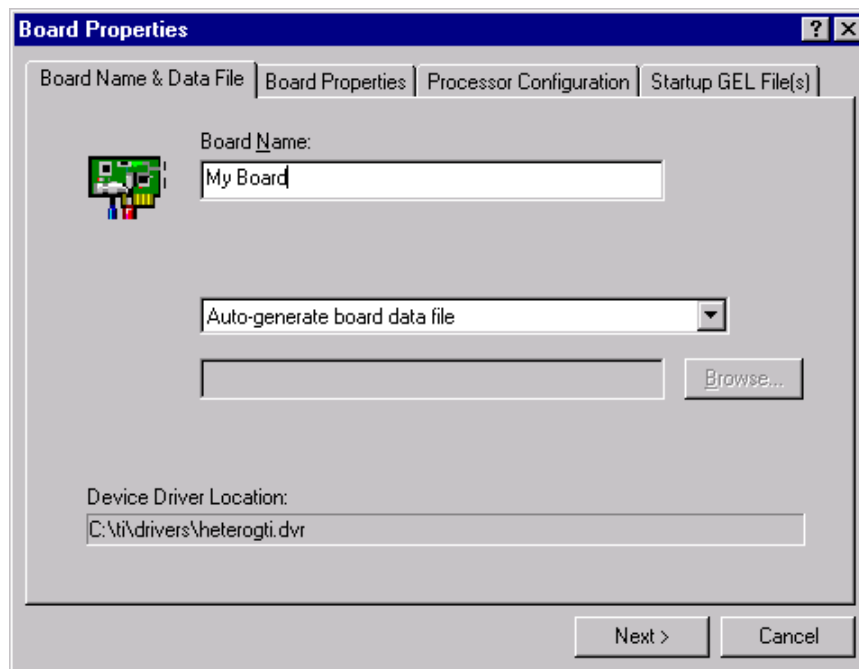 Board Properties
Board Name & Data File Board Properties Processor Configuration Startup GEL File(s)
Board Name:
My Board
Auto-generate board data file
Browse...
Device Driver Location:
C:\ti\drivers\heterogti.dvr
Next > Cancel